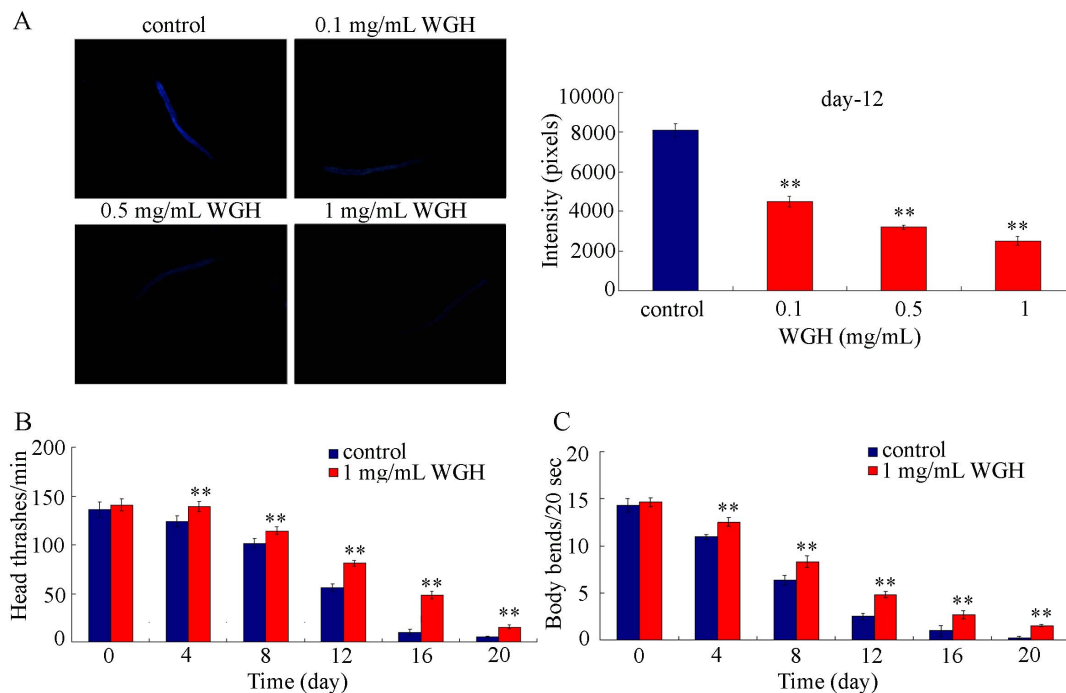 A
control
0.1 mg/mL WGH
0.5 mg/mL WGH
1 mg/mL WGH
day-12
Intensity (pixels)
10000
8000
6000
4000
2000
0
**
**
**
control
0.1
0.5
1
WGH (mg/mL)
B
control
1 mg/mL WGH
Head thrashes/min
200
150
100
50
0
**
**
**
**
**
0
4
8
12
16
20
Time (day)
C
control
1 mg/mL WGH
Body bends/20 sec
20
15
10
5
0
**
**
**
**
**
0
4
8
12
16
20
Time (day)